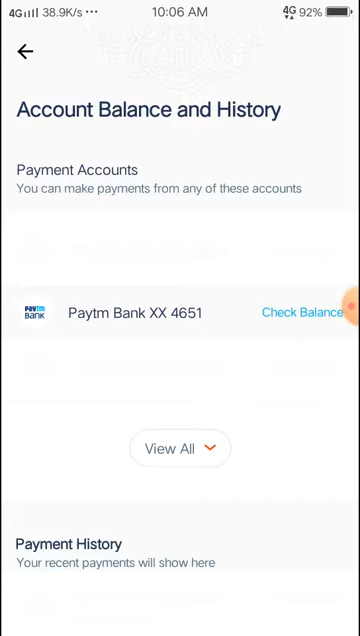 4G 38.9K/s ••• 10:06 AM 4G 92%
Account Balance and History
Payment Accounts
You can make payments from any of these accounts
paytm
BANK
Paytm Bank XX 4651 Check Balance
View All
Payment History
Your recent payments will show here